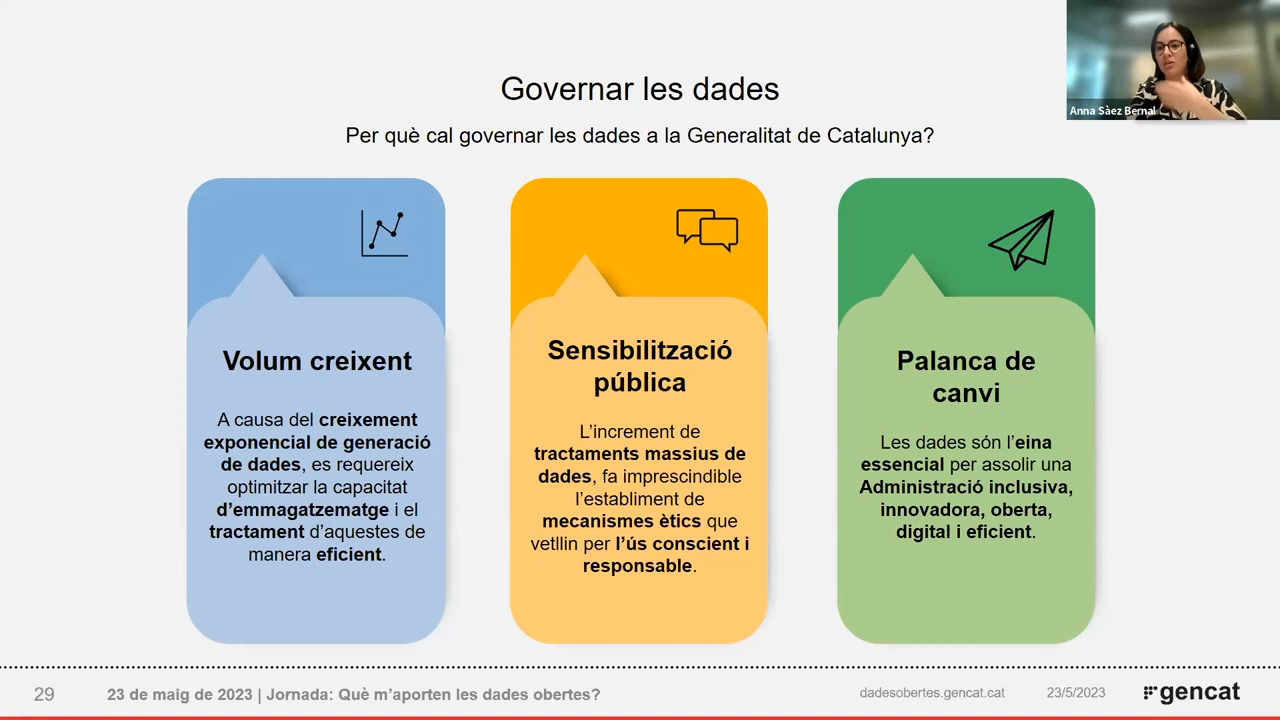 Governar les dades
Per què cal governar les dades a la Generalitat de Catalunya?
Anna Sàez Bernal
Volum creixent
A causa del creixement
exponencial de generació
de dades, es requereix
optimitzar la capacitat
d’emmagatzematge i el
tractament d’aquestes de
manera eficient.
Sensibilització
pública
L’increment de
tractaments massius de
dades, fa imprescindible
l’establiment de
mecanismes ètics que
vetllin per l’ús conscient i
responsable.
Palanca de
canvi
Les dades són l’eina
essencial per assolir una
Administració inclusiva,
innovadora, oberta,
digital i eficient.
29
23 de maig de 2023 | Jornada: Què m’aporten les dades obertes?
dadesobertes.gencat.cat
23/5/2023
gencat